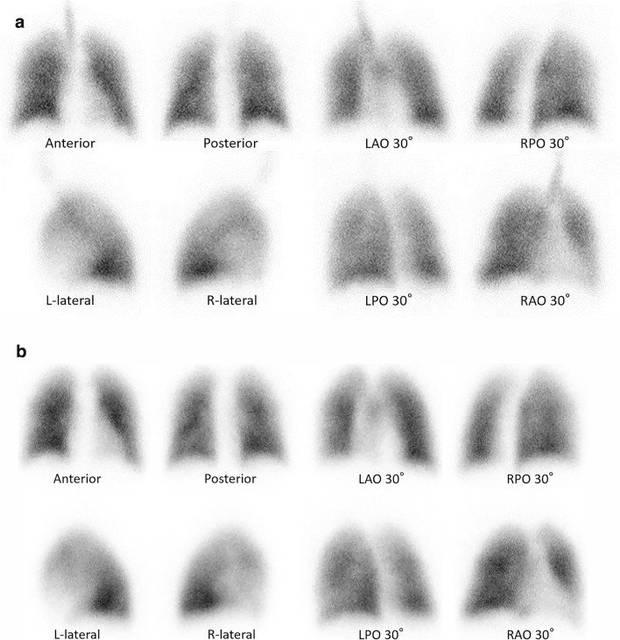 a
Anterior Posterior LAO 30° RPO 30°
L-lateral R-lateral LPO 30° RAO 30°
b
Anterior Posterior LAO 30° RPO 30°
L-lateral R-lateral LPO 30° RAO 30°